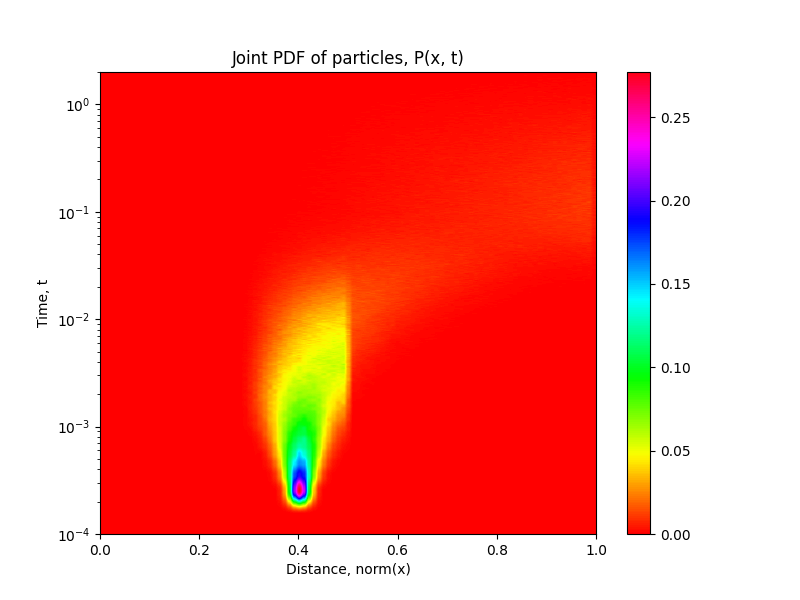 Joint PDF of particles, P(x, t)
10⁰
10⁻¹
10⁻²
10⁻³
10⁻⁴
Time, t
0.0 0.2 0.4 0.6 0.8 1.0
Distance, norm(x)
0.25
0.20
0.15
0.10
0.05
0.00